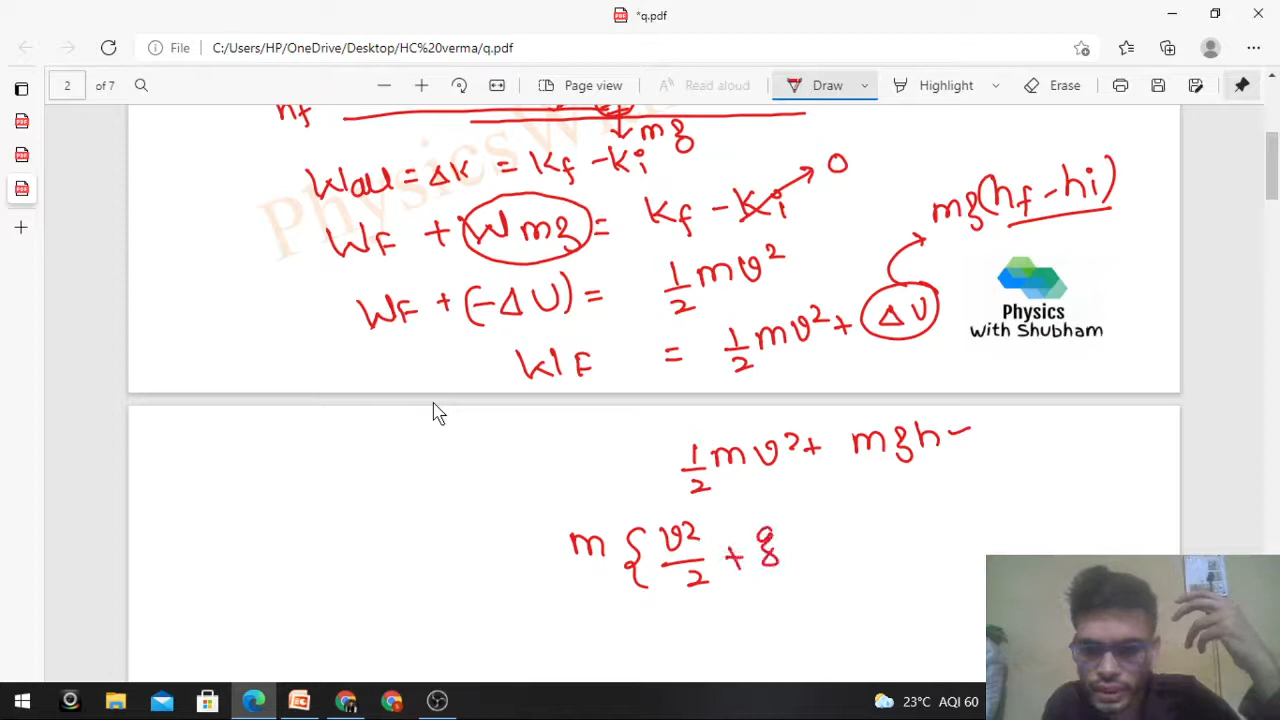 *q.pdf
File C:/Users/HP/OneDrive/Desktop/HC%20verma/q.pdf
2 of 7 Page view Read aloud Draw Highlight Erase
hf
mg
Wall = ΔK = Kf - Ki
WF + Wmg = Kf - Ki 0
mg(hf - hi)
WF + (-ΔU) = 1/2 mv²
WF = 1/2 mv² + ΔU
Physics
with Shubham
1/2 mv² + mgh -
m { v²/2 + g
23°C AQI 60